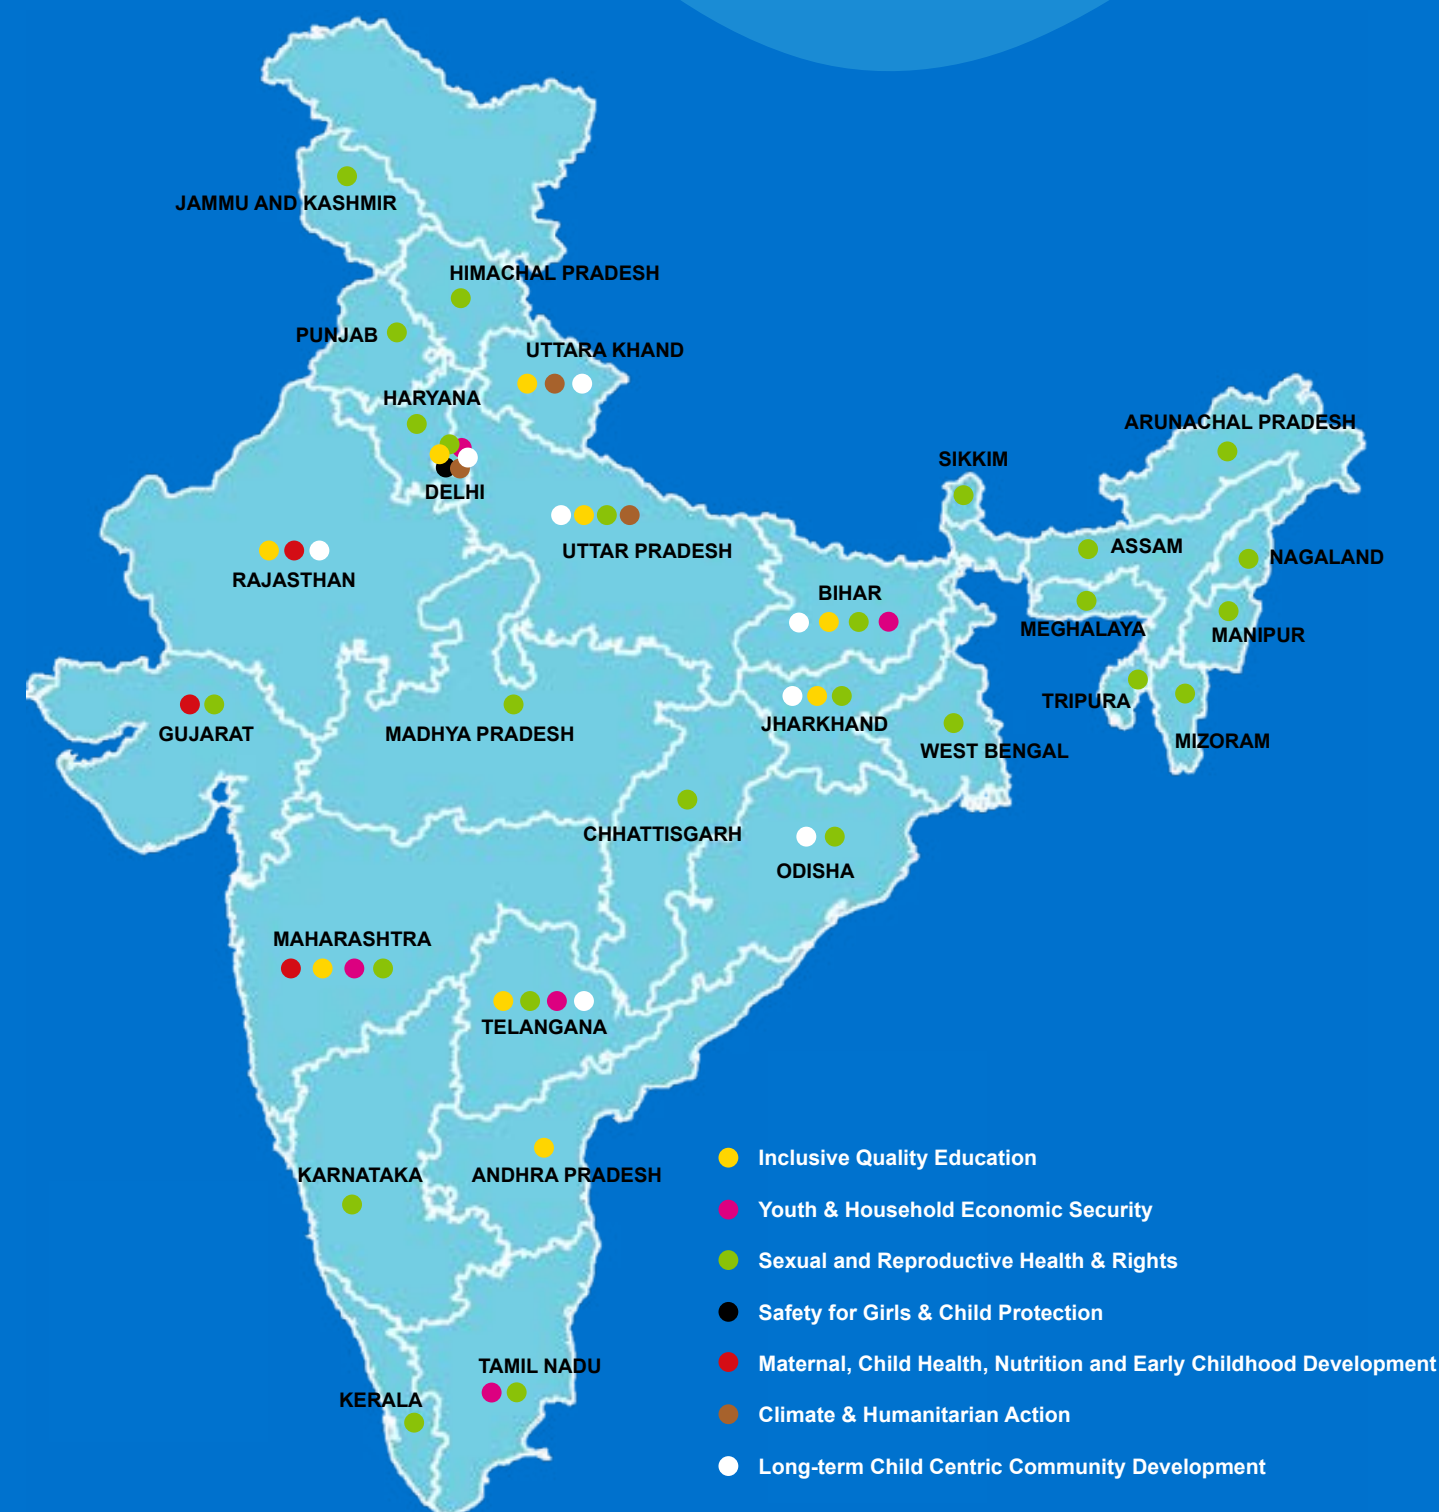 JAMMU AND KASHMIR
HIMACHAL PRADESH
PUNJAB
UTTARA KHAND
HARYANA
ARUNACHAL PRADESH
SIKKIM
DELHI
UTTAR PRADESH
ASSAM
NAGALAND
RAJASTHAN
BIHAR
MEGHALAYA
MANIPUR
TRIPURA
GUJARAT
MADHYA PRADESH
JHARKHAND
WEST BENGAL
MIZORAM
CHHATTISGARH
ODISHA
MAHARASHTRA
TELANGANA
KARNATAKA
ANDHRA PRADESH
TAMIL NADU
KERALA
Inclusive Quality Education
Youth & Household Economic Security
Sexual and Reproductive Health & Rights
Safety for Girls & Child Protection
Maternal, Child Health, Nutrition and Early Childhood Development
Climate & Humanitarian Action
Long-term Child Centric Community Development